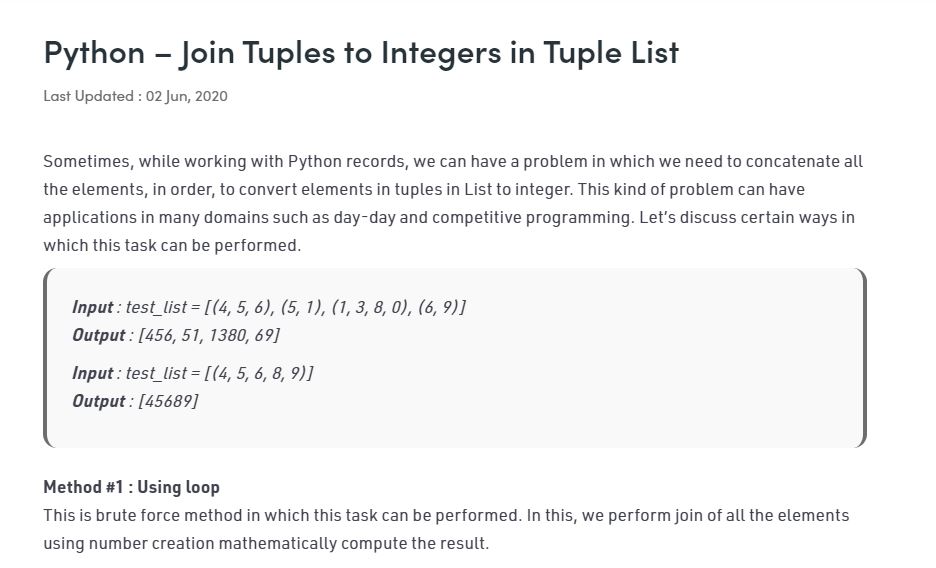 Python – Join Tuples to Integers in Tuple List
Last Updated : 02 Jun, 2020
Sometimes, while working with Python records, we can have a problem in which we need to concatenate all
the elements, in order, to convert elements in tuples in List to integer. This kind of problem can have
applications in many domains such as day-day and competitive programming. Let’s discuss certain ways in
which this task can be performed.
Input : test_list = [(4, 5, 6), (5, 1), (1, 3, 8, 0), (6, 9)]
Output : [456, 51, 1380, 69]
Input : test_list = [(4, 5, 6, 8, 9)]
Output : [45689]
Method #1 : Using loop
This is brute force method in which this task can be performed. In this, we perform join of all the elements
using number creation mathematically compute the result.